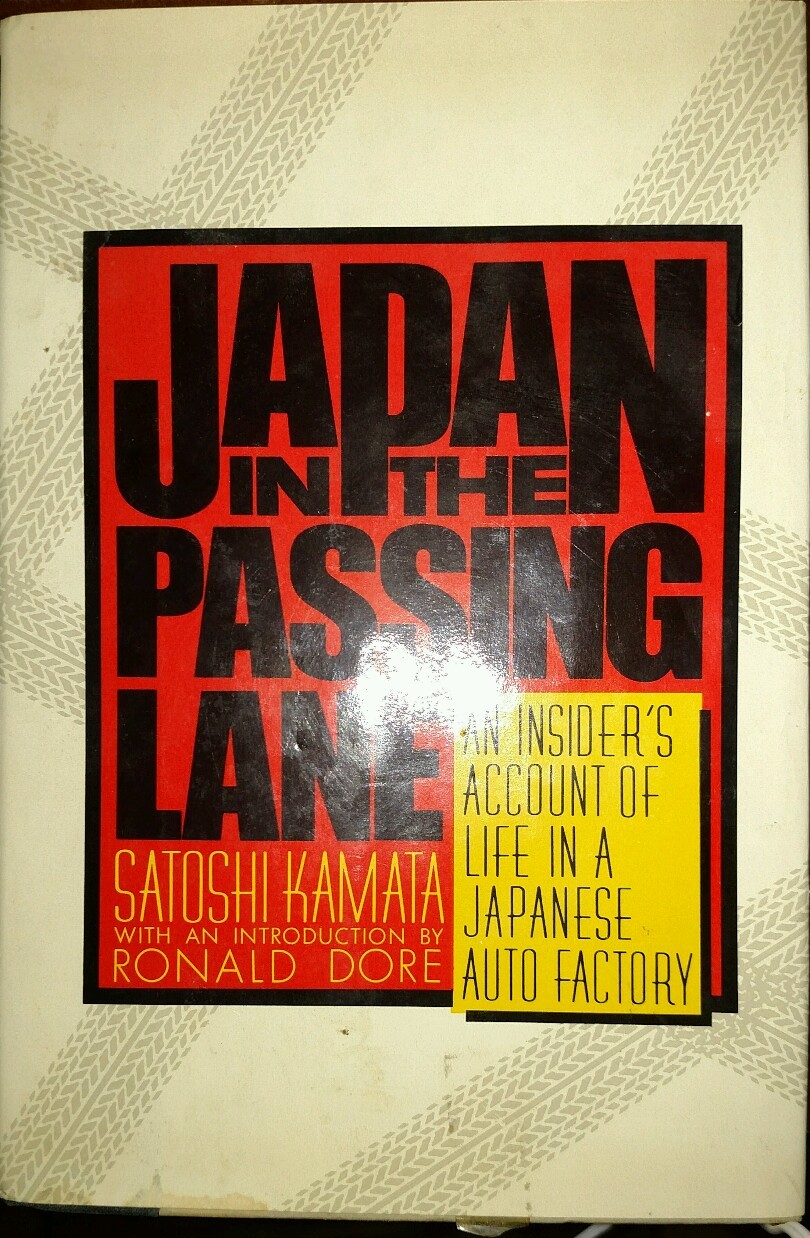 JAPAN
IN THE
PASSING
LANE
AN INSIDER'S
ACCOUNT OF
LIFE IN A
JAPANESE
AUTO FACTORY
SATOSHI KAMATA
WITH AN INTRODUCTION BY
RONALD DORE